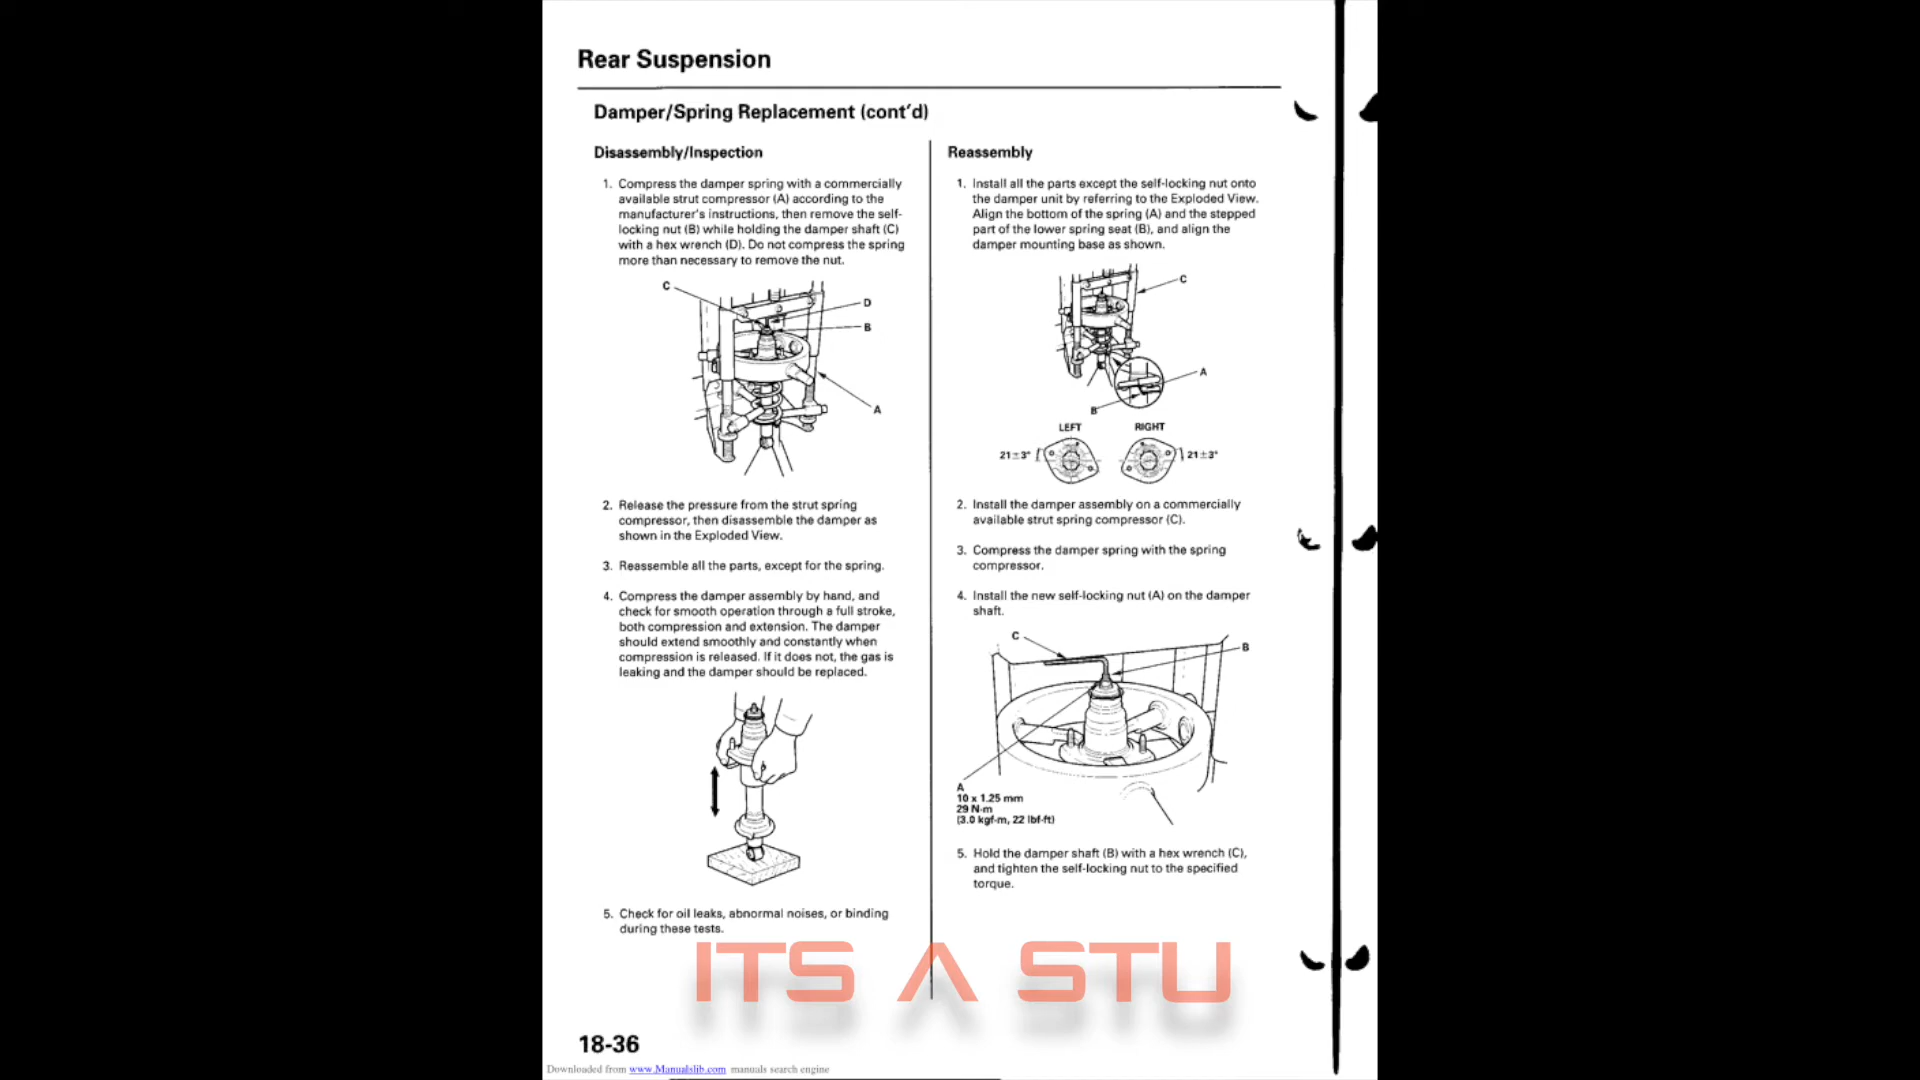 Rear Suspension
Damper/Spring Replacement (cont'd)
Disassembly/Inspection
1. Compress the damper spring with a commercially
available strut compressor (A) according to the
manufacturer's instructions, then remove the self-
locking nut (B) while holding the damper shaft (C)
with a hex wrench (D). Do not compress the spring
more than necessary to remove the nut.
C
D
B
A
2. Release the pressure from the strut spring
compressor, then disassemble the damper as
shown in the Exploded View.
3. Reassemble all the parts, except for the spring.
4. Compress the damper assembly by hand, and
check for smooth operation through a full stroke,
both compression and extension. The damper
should extend smoothly and constantly when
compression is released. If it does not, the gas is
leaking and the damper should be replaced.
5. Check for oil leaks, abnormal noises, or binding
during these tests.
Reassembly
1. Install all the parts except the self-locking nut onto
the damper unit by referring to the Exploded View.
Align the bottom of the spring (A) and the stepped
part of the lower spring seat (B), and align the
damper mounting base as shown.
C
A
B
LEFT RIGHT
21±3° 21±3°
2. Install the damper assembly on a commercially
available strut spring compressor (C).
3. Compress the damper spring with the spring
compressor.
4. Install the new self-locking nut (A) on the damper
shaft.
C
B
A
10 x 1.25 mm
29 N·m
(3.0 kgf·m, 22 lbf·ft)
5. Hold the damper shaft (B) with a hex wrench (C),
and tighten the self-locking nut to the specified
torque.
ITS A STU
18-36
Downloaded from www.Manualslib.com manuals search engine